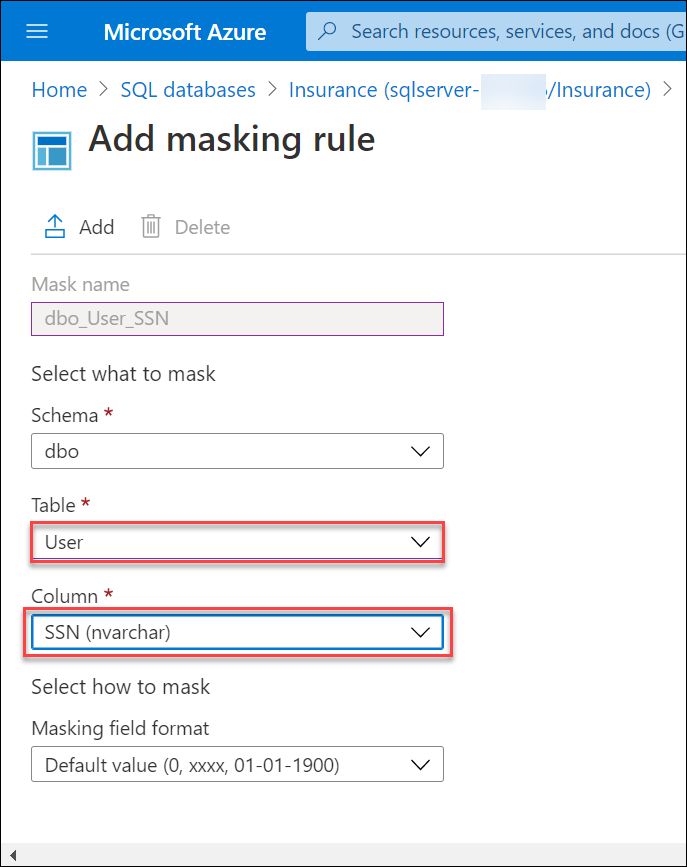 Microsoft Azure
Search resources, services, and docs (G
Home > SQL databases > Insurance (sqlserver- /Insurance) >
Add masking rule
Add Delete
Mask name
dbo_User_SSN
Select what to mask
Schema *
dbo
Table *
User
Column *
SSN (nvarchar)
Select how to mask
Masking field format
Default value (0, xxxx, 01-01-1900)